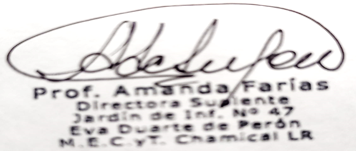 Prof. Amanda Farías
Directora Suplente
Jardín de Inf. Nº 47
Eva Duarte de Perón
M.E.C.yT. Chamical LR